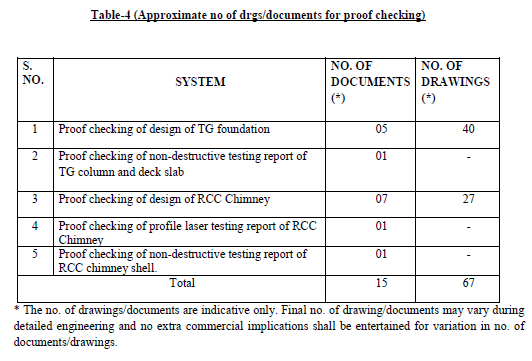 Table-4 (Approximate no of drgs/documents for proof checking)
S. NO. SYSTEM NO. OF DOCUMENTS (*) NO. OF DRAWINGS (*)
1 Proof checking of design of TG foundation 05 40
2 Proof checking of non-destructive testing report of
TG column and deck slab 01 -
3 Proof checking of design of RCC Chimney 07 27
4 Proof checking of profile laser testing report of RCC
Chimney 01 -
5 Proof checking of non-destructive testing report of
RCC chimney shell. 01 -
Total 15 67
* The no. of drawings/documents are indicative only. Final no. of drawing/documents may vary during
detailed engineering and no extra commercial implications shall be entertained for variation in no. of
documents/drawings.